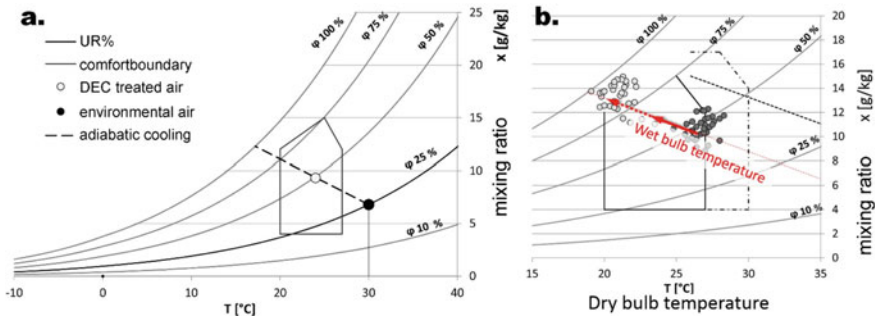 a.
UR%
comfortboundary
DEC treated air
environmental air
adiabatic cooling
φ 100 %
φ 75 %
φ 50 %
φ 25 %
φ 10 %
25
20
15
10
5
0
x [g/kg]
mixing ratio
-10
0
10
20
30
40
T [°C]
b.
φ 100 %
φ 75 %
φ 50 %
φ 25 %
φ 10 %
Wet bulb temperature
20
18
16
14
12
10
8
6
4
2
0
x [g/kg]
mixing ratio
15
20
25
30
35
T [°C]
Dry bulb temperature